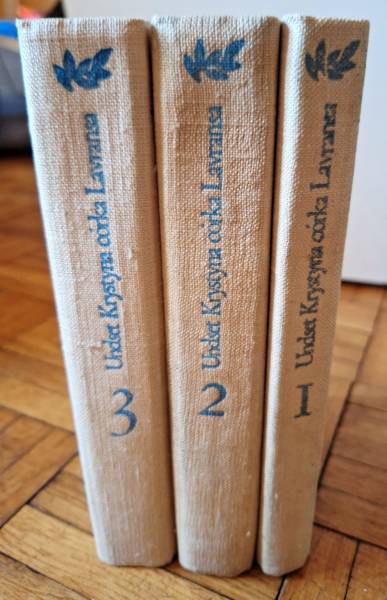 Undset Krystyna córka Lavransa 3
Undset Krystyna córka Lavransa 2
Undset Krystyna córka Lavransa 1